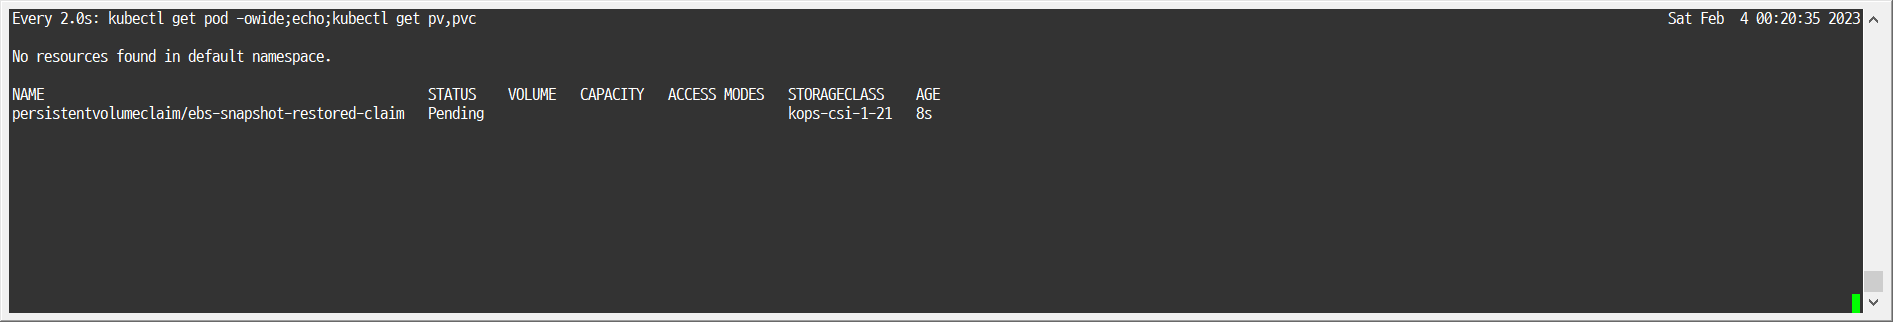 Every 2.0s: kubectl get pod -owide;echo;kubectl get pv,pvc Sat Feb  4 00:20:35 2023
No resources found in default namespace.
NAME STATUS VOLUME CAPACITY ACCESS MODES STORAGECLASS AGE
persistentvolumeclaim/ebs-snapshot-restored-claim Pending kops-csi-1-21 8s